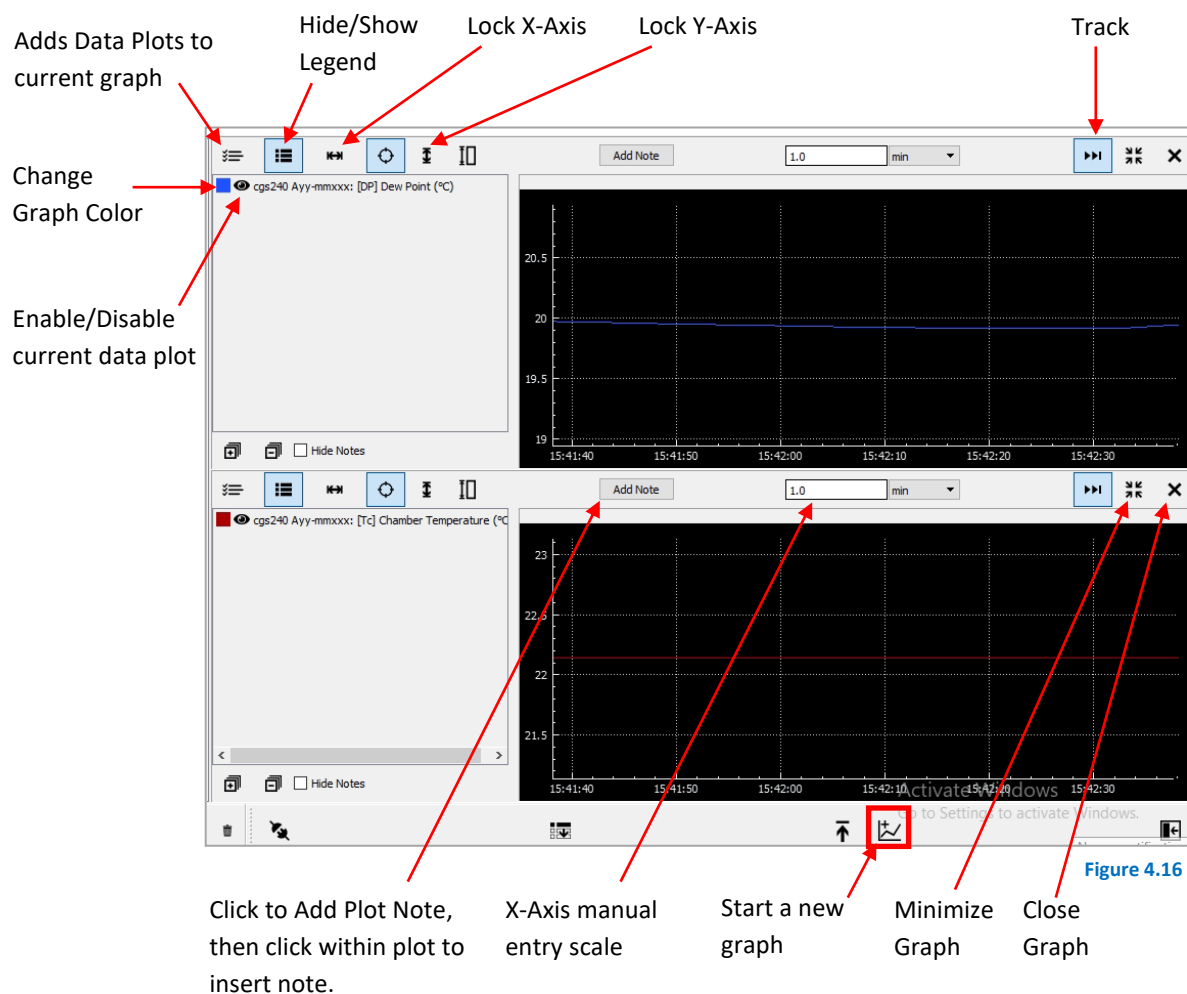 Adds Data Plots to
current graph
Hide/Show
Legend
Lock X-Axis
Lock Y-Axis
Track
Change
Graph Color
Enable/Disable
current data plot
Add Note
1.0
min
cgs240 Ayy-mmxxx: [DP] Dew Point (ºC)
20.5
20
19.5
19
Hide Notes
15:41:40
15:41:50
15:42:00
15:42:10
15:42:20
15:42:30
Add Note
1.0
min
cgs240 Ayy-mmxxx: [Tc] Chamber Temperature (ºC
23
22.5
22
21.5
Hide Notes
15:41:40
15:41:50
15:42:00
15:42:10
15:42:20
15:42:30
Activate Windows
Go to Settings to activate Windows.
Figure 4.16
Click to Add Plot Note,
then click within plot to
insert note.
X-Axis manual
entry scale
Start a new
graph
Minimize
Graph
Close
Graph